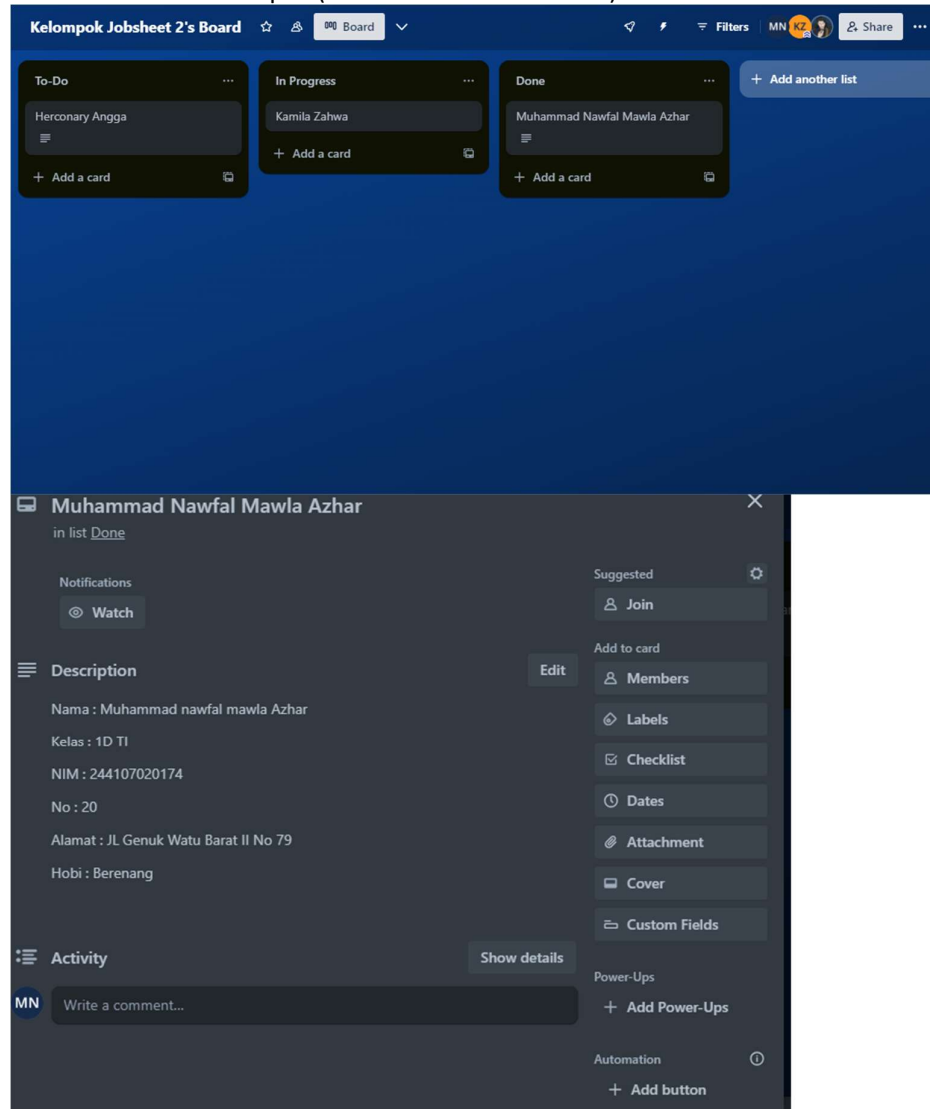 Kelompok Jobsheet 2's Board
Board
Filters
MN
KZ
Share
To-Do
Herconary Angga
+ Add a card
In Progress
Kamila Zahwa
+ Add a card
Done
Muhammad Nawfal Mawla Azhar
+ Add a card
+ Add another list
Muhammad Nawfal Mawla Azhar
in list Done
Notifications
Watch
Description
Edit
Nama : Muhammad nawfal mawla Azhar
Kelas : 1D TI
NIM : 244107020174
No : 20
Alamat : JL Genuk Watu Barat II No 79
Hobi : Berenang
Activity
Show details
MN
Write a comment...
Suggested
Join
Add to card
Members
Labels
Checklist
Dates
Attachment
Cover
Custom Fields
Power-Ups
+ Add Power-Ups
Automation
+ Add button